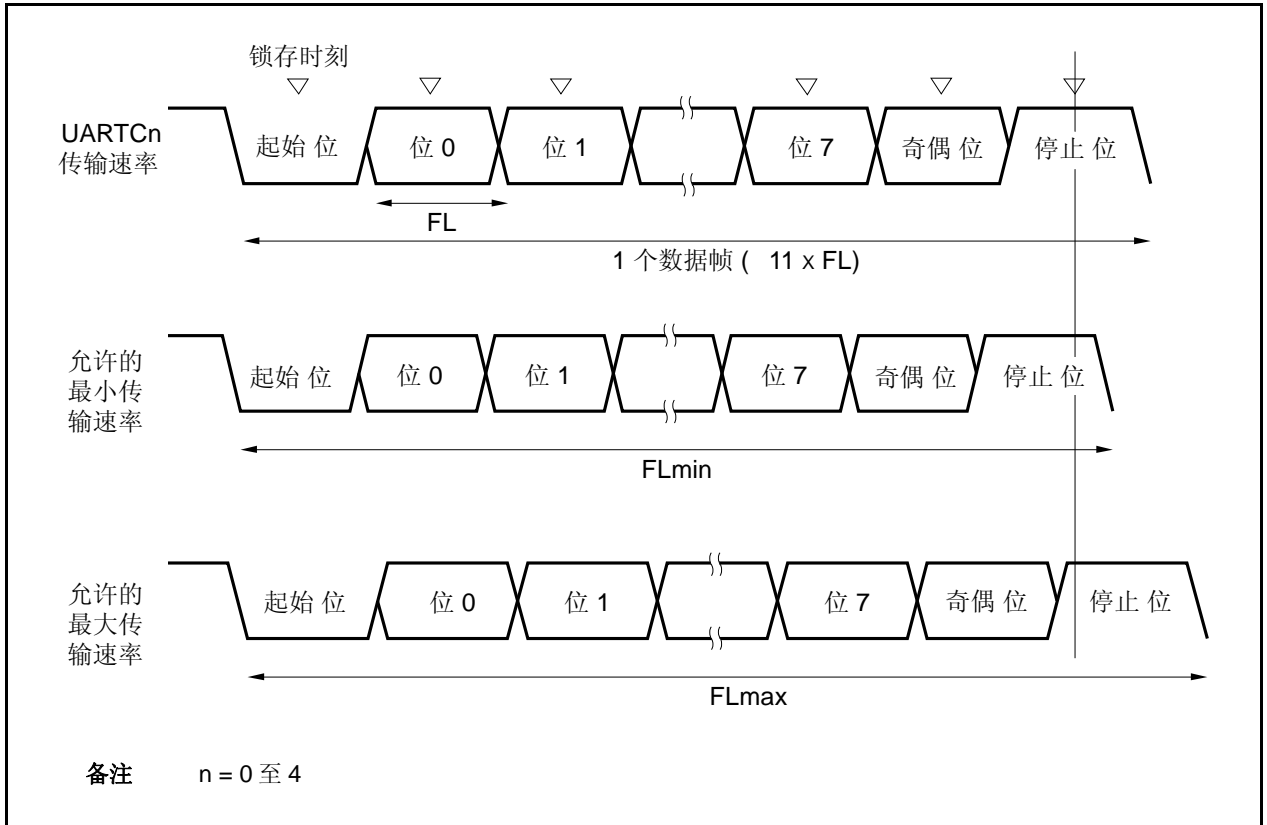 锁存时刻
UARTCn
传输速率
起始 位
位 0
位 1
位 7
奇偶 位
停止 位
FL
1 个数据帧 ( 11 x FL)
允许的
最小传
输速率
起始 位
位 0
位 1
位 7
奇偶 位
停止 位
FLmin
允许的
最大传
输速率
起始 位
位 0
位 1
位 7
奇偶 位
停止 位
FLmax
备注 n = 0 至 4